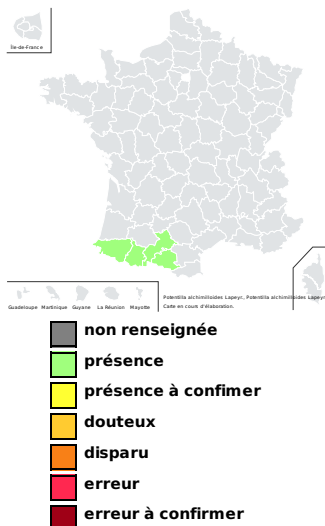 Île-de-France
Guadeloupe Martinique Guyane La Réunion Mayotte
Potentilla alchimilloides Lapeyr., Potentilla alchimilloides Lapeyr
Carte en cours d'élaboration.
non renseignée
présence
présence à confimer
douteux
disparu
erreur
erreur à confirmer